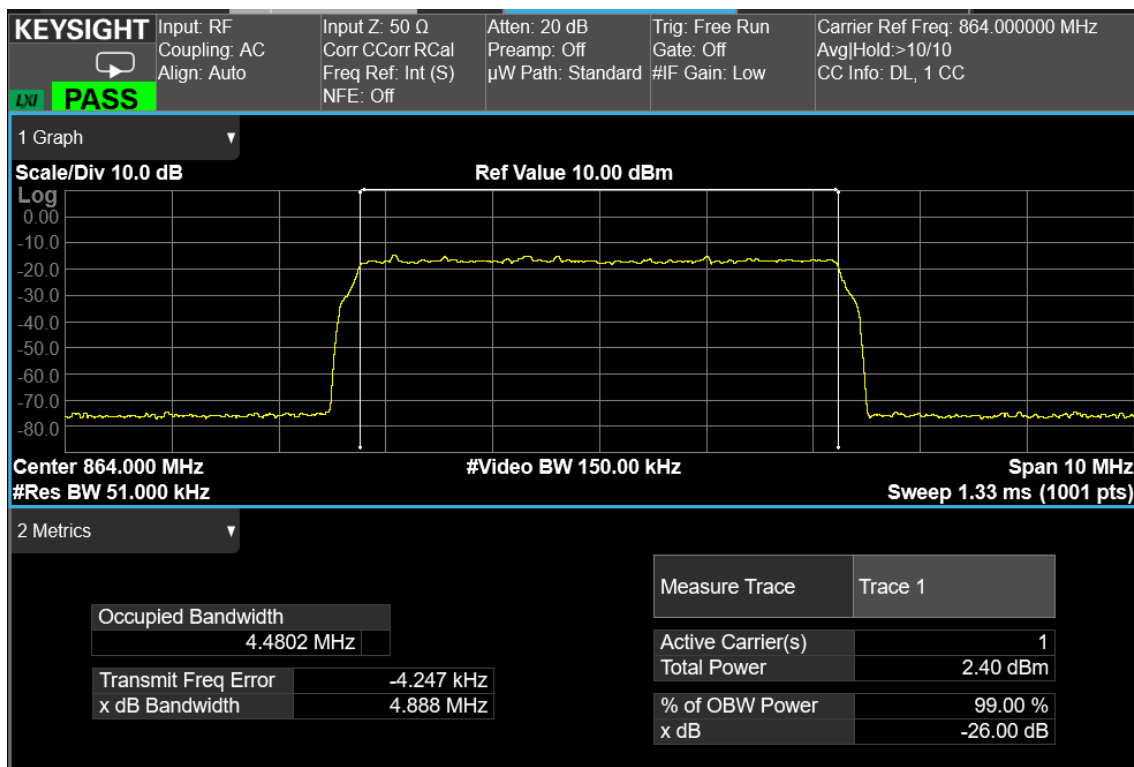 KEYSIGHT
LXI PASS
Input: RF
Coupling: AC
Align: Auto
Input Z: 50 Ω
Corr CCorr RCal
Freq Ref: Int (S)
NFE: Off
Atten: 20 dB
Preamp: Off
µW Path: Standard
Trig: Free Run
Gate: Off
#IF Gain: Low
Carrier Ref Freq: 864.000000 MHz
Avg|Hold:>10/10
CC Info: DL, 1 CC
1 Graph
Scale/Div 10.0 dB
Ref Value 10.00 dBm
Log
0.00
-10.0
-20.0
-30.0
-40.0
-50.0
-60.0
-70.0
-80.0
Center 864.000 MHz
#Video BW 150.00 kHz
Span 10 MHz
#Res BW 51.000 kHz
Sweep 1.33 ms (1001 pts)
2 Metrics
Occupied Bandwidth
4.4802 MHz
Transmit Freq Error -4.247 kHz
x dB Bandwidth 4.888 MHz
Measure Trace Trace 1
Active Carrier(s) 1
Total Power 2.40 dBm
% of OBW Power 99.00 %
x dB -26.00 dB